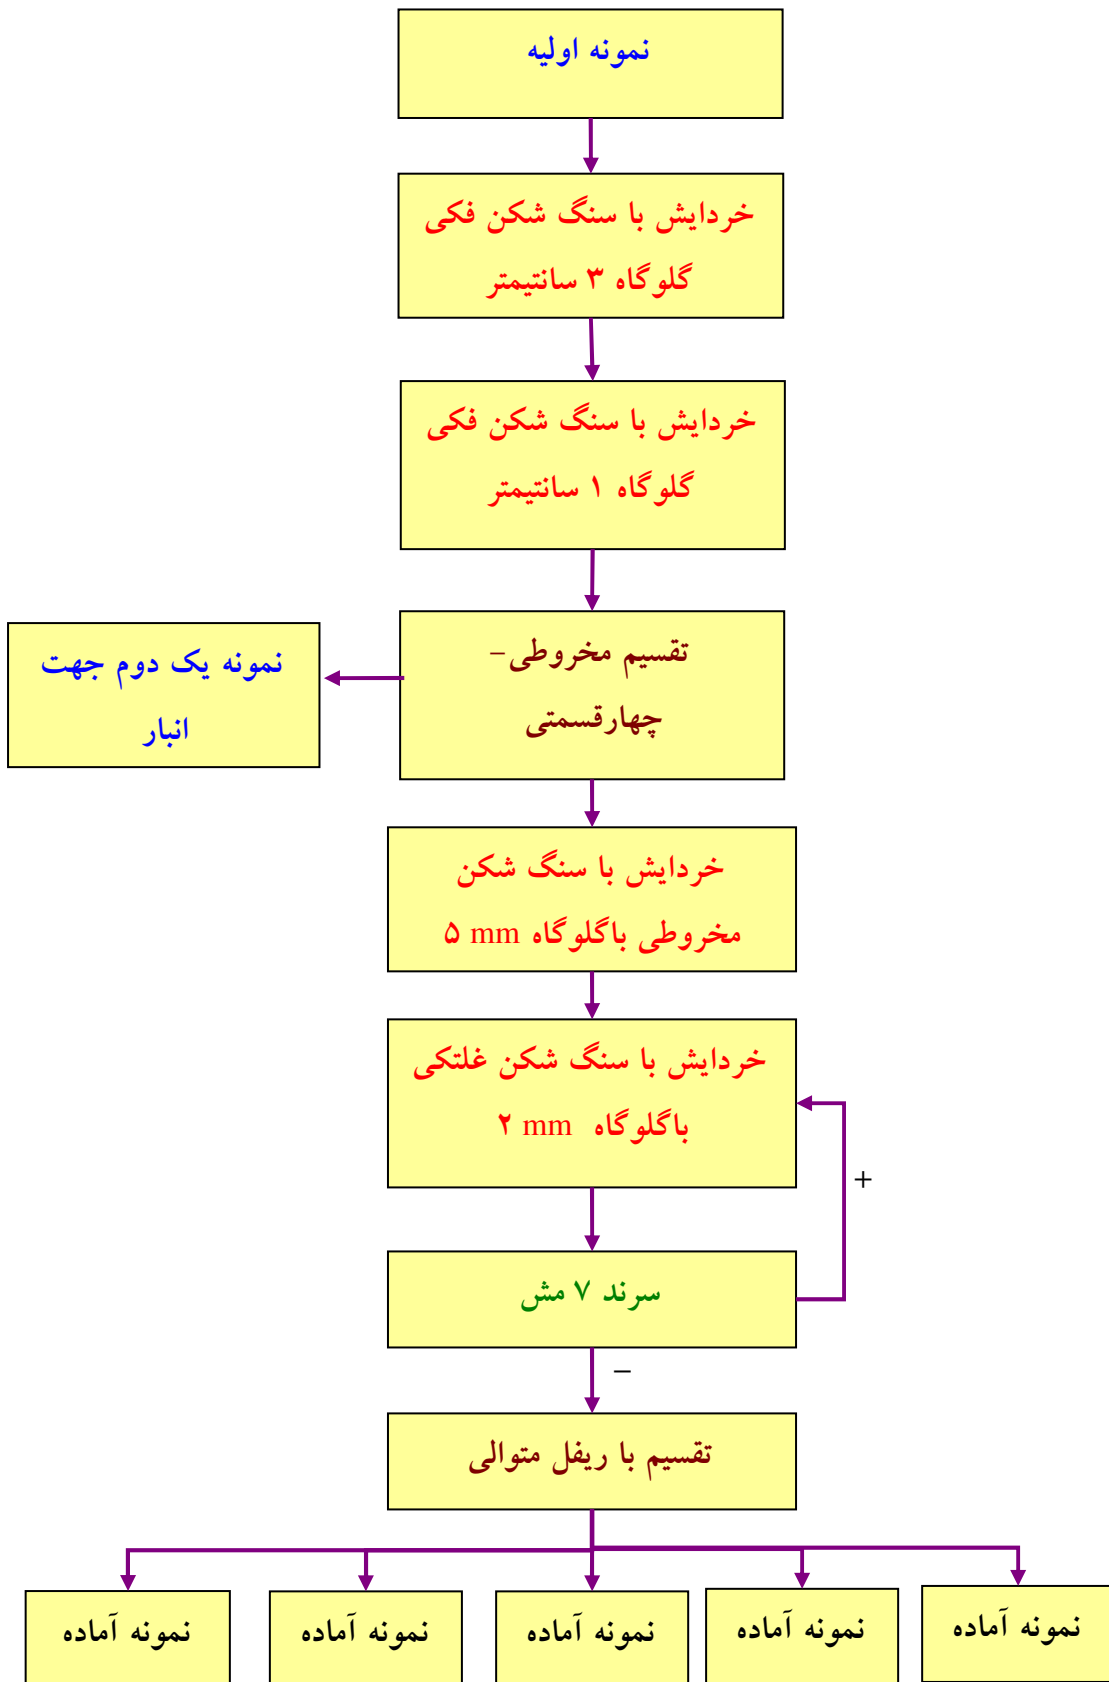 نمونه اولیه
خردایش با سنگ شکن فکی
گلوگاه ۳ سانتیمتر
خردایش با سنگ شکن فکی
گلوگاه ۱ سانتیمتر
تقسیم مخروطی-
چهارقسمتی
نمونه یک دوم جهت
انبار
خردایش با سنگ شکن
مخروطی باگلوگاه mm ۵
خردایش با سنگ شکن غلتکی
باگلوگاه mm ۲
+
سرند ۷ مش
–
تقسیم با ریفل متوالی
نمونه آماده
نمونه آماده
نمونه آماده
نمونه آماده
نمونه آماده